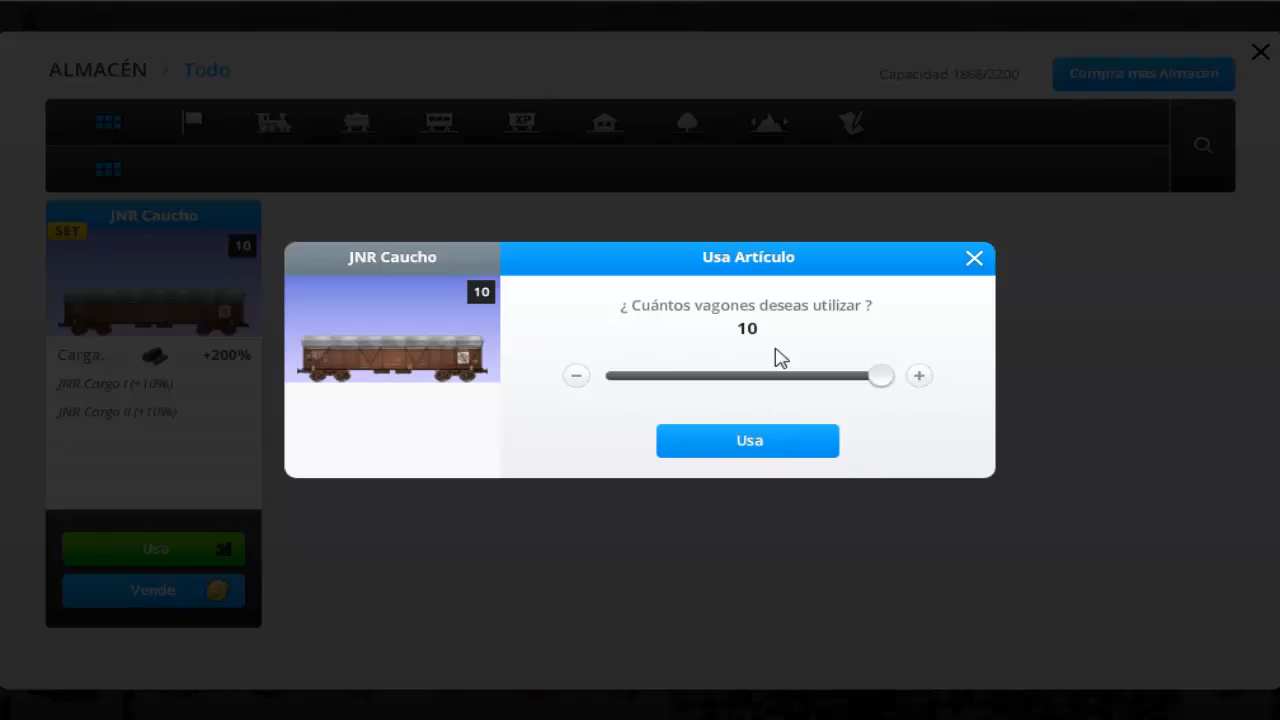 ALMACÉN / Todo
Capacidad 1868/2200
Compra más Almacén
XP
JNR Caucho
SET
10
Carga: +200%
JNR Cargo I (+10%)
JNR Cargo II (+10%)
Usa
Vende
JNR Caucho
10
Usa Artículo
¿ Cuántos vagones deseas utilizar ?
10
Usa